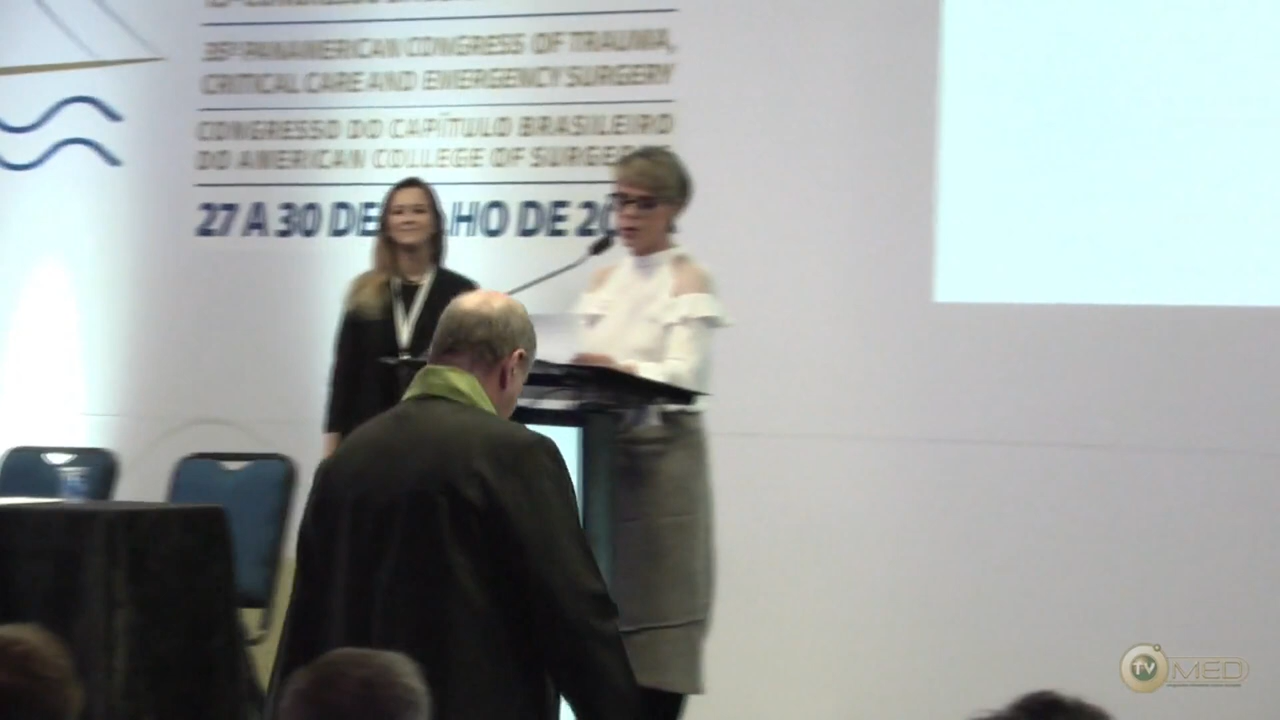 35º PANAMERICAN CONGRESS OF TRAUMA,
CRITICAL CARE AND EMERGENCY SURGERY
CONGRESSO DO CAPÍTULO BRASILEIRO
DO AMERICAN COLLEGE OF
27 A 30 DE DE
TV MED